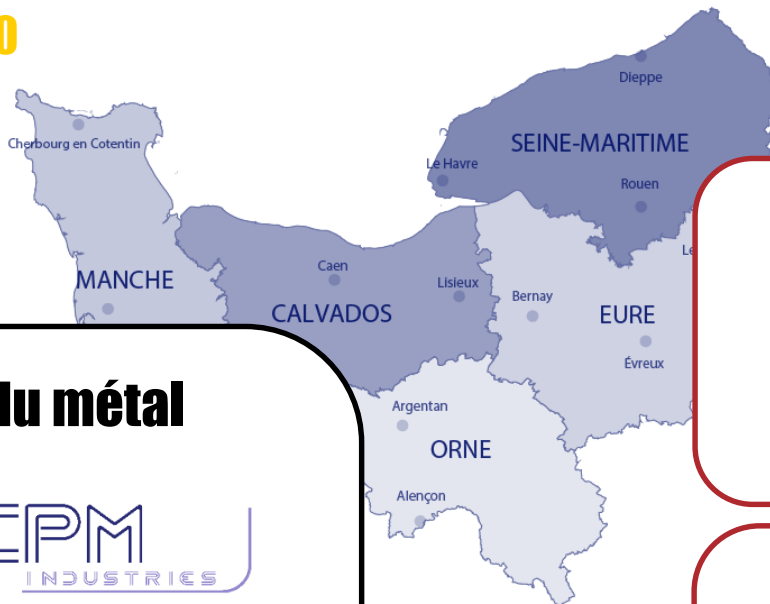 Dieppe
Cherbourg en Cotentin
SEINE-MARITIME
Le Havre
Rouen
Caen
MANCHE
Lisieux
Bernay
CALVADOS
EURE
Évreux
du métal
Argentan
ORNE
Alençon
CPM
INDUSTRIES